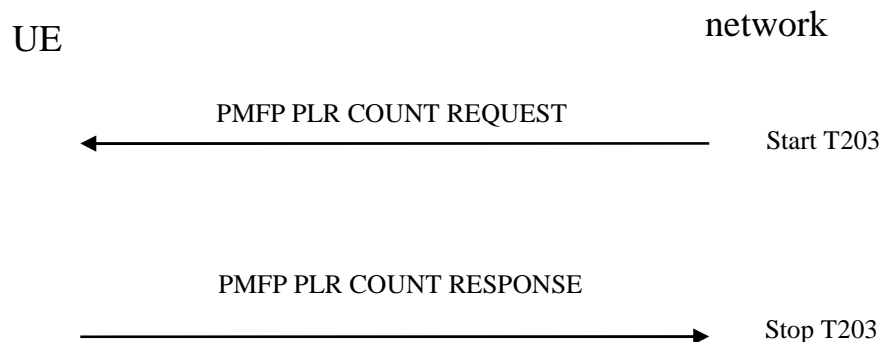 UE
network
PMFP PLR COUNT REQUEST
Start T203
PMFP PLR COUNT RESPONSE
Stop T203